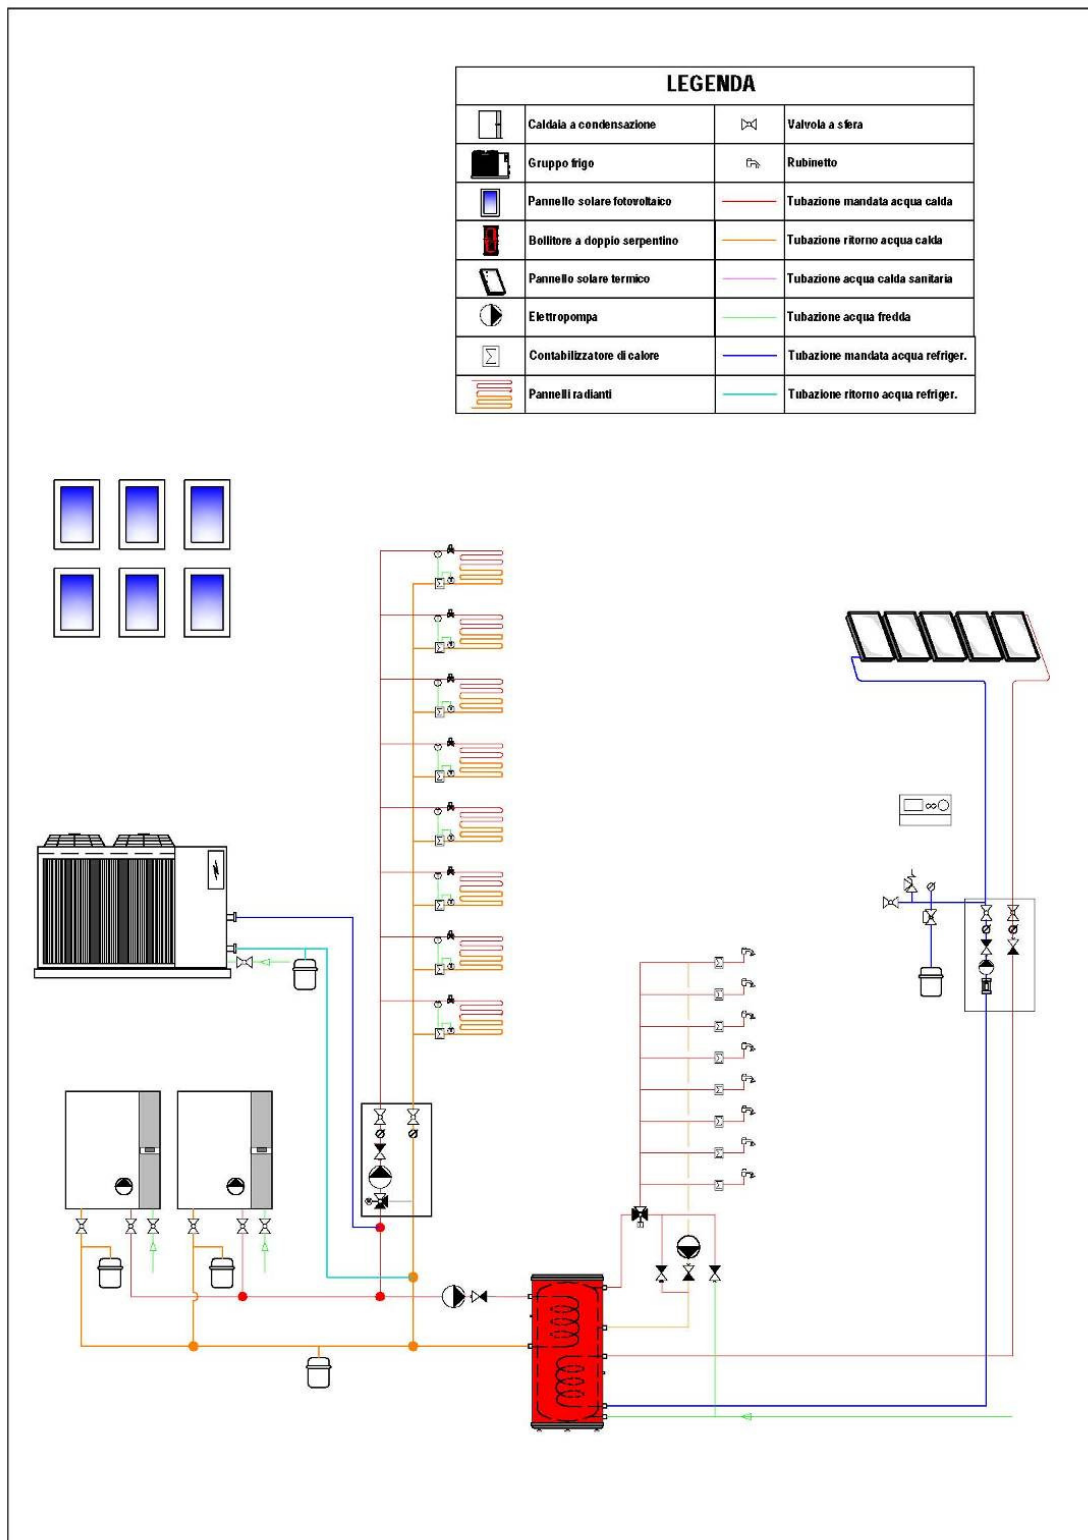 LEGENDA
Caldaia a condensazione
Valvola a sfera
Gruppo frigo
Rubinetto
Pannello solare fotovoltaico
Tubazione mandata acqua calda
Bollitore a doppio serpentino
Tubazione ritorno acqua calda
Pannello solare termico
Tubazione acqua calda sanitaria
Elettropompa
Tubazione acqua fredda
Contabilizzatore di calore
Tubazione mandata acqua refriger.
Pannelli radianti
Tubazione ritorno acqua refriger.